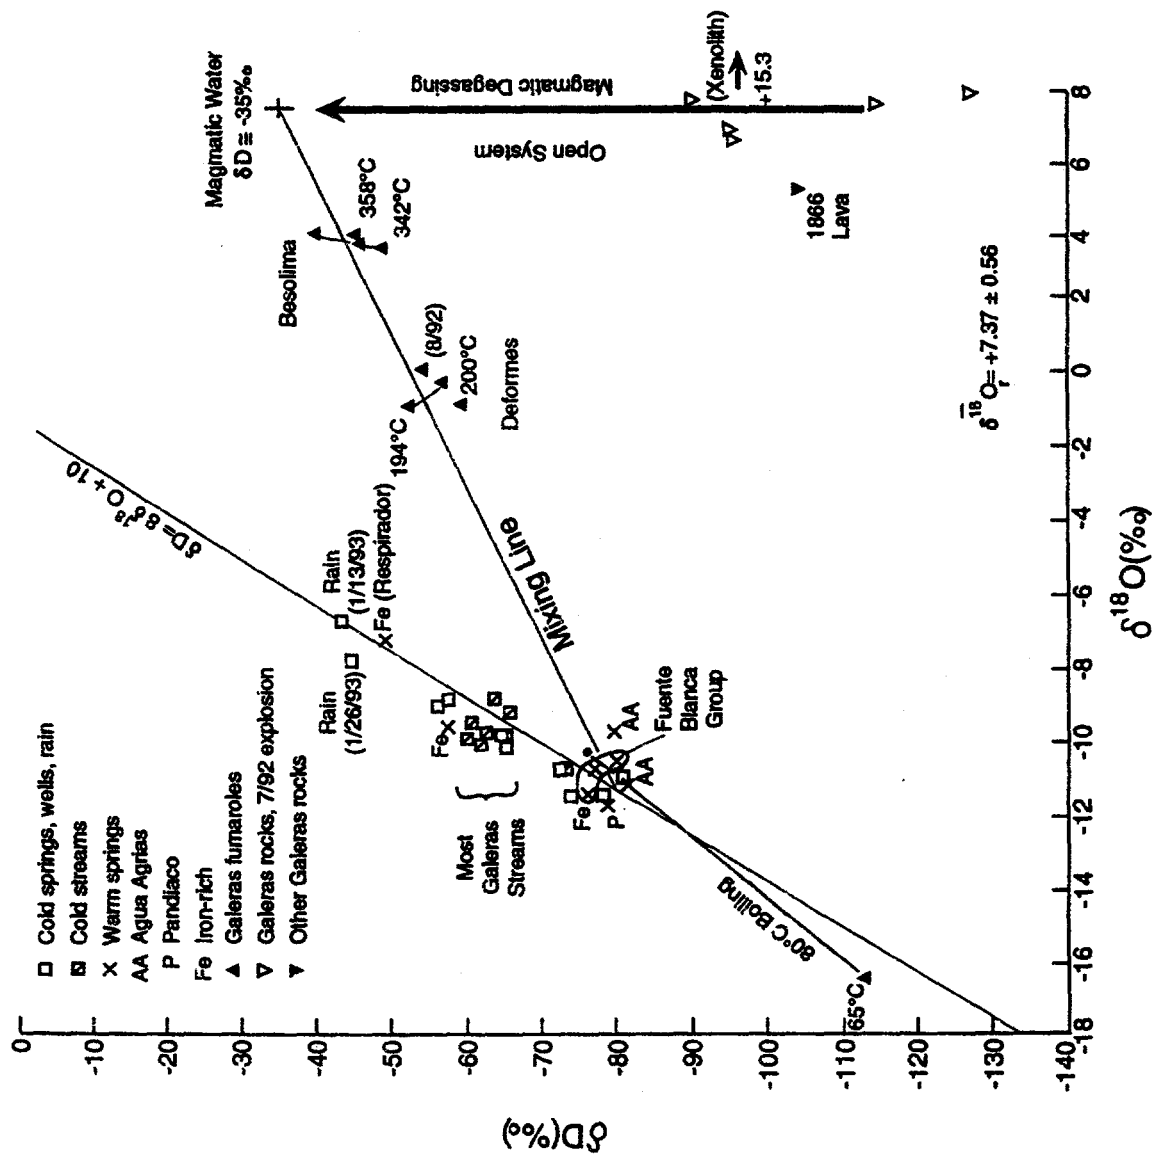 □ Cold springs, wells, rain
Cold streams
× Warm springs
AA Agua Agrias
P Pandiaco
Fe Iron-rich
▲ Galeras fumaroles
▽ Galeras rocks, 7/92 explosion
▼ Other Galeras rocks
δD= 8δ¹⁸O + 10
Magmatic Water
δD ≅ -35‰
Besolima
358°C
342°C
Rain
(1/13/93)
Fe (Respirador)
Rain
(1/26/93)
Fe
194°C
(8/92)
200°C
Deformes
Open System
Magmatic Degassing
(Xenolith)
+15.3
1866
Lava
Most
Galeras
Streams
Mixing Line
Fe
P
AA
AA
Fuente
Blanca
Group
80°C Boiling
65°C
δ¹⁸Oᵣ= +7.37 ± 0.56
0
-10
-20
-30
-40
-50
-60
-70
-80
-90
-100
-110
-120
-130
-140
δD(‰)
-18
-16
-14
-12
-10
-8
-6
-4
-2
0
2
4
6
8
δ¹⁸O(‰)